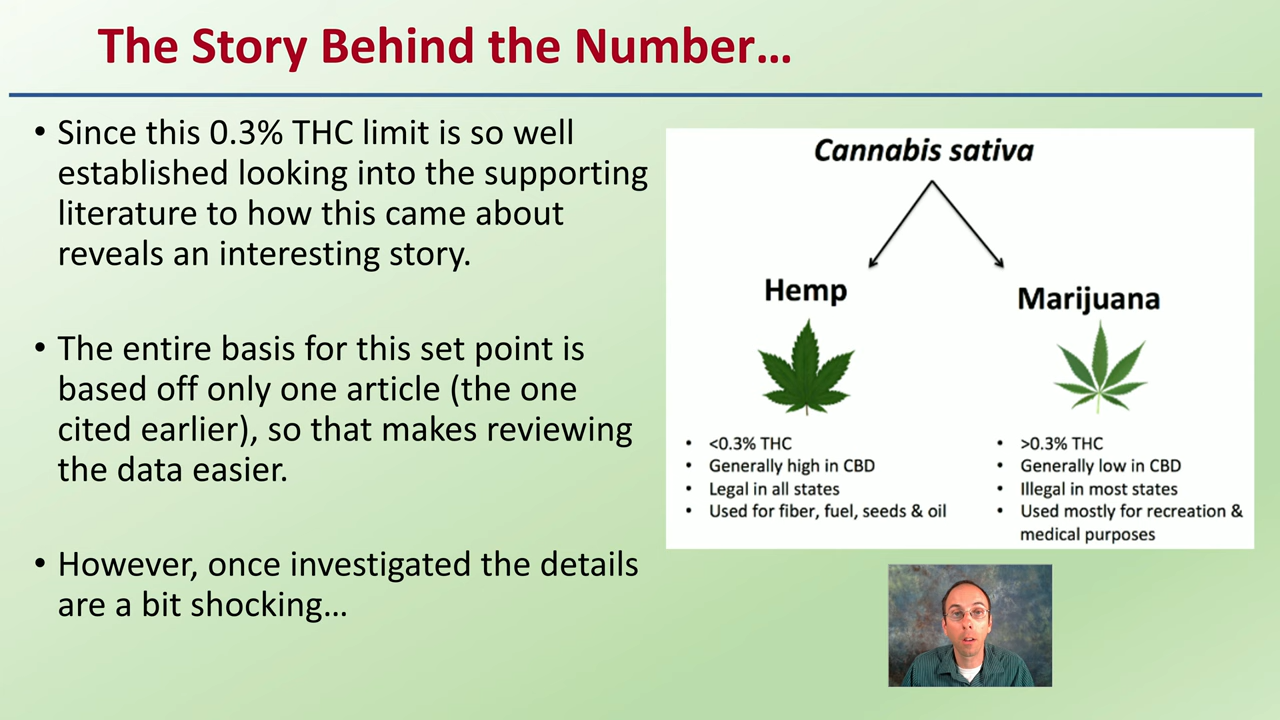 The Story Behind the Number…
• Since this 0.3% THC limit is so well
established looking into the supporting
literature to how this came about
reveals an interesting story.
• The entire basis for this set point is
based off only one article (the one
cited earlier), so that makes reviewing
the data easier.
• However, once investigated the details
are a bit shocking…
Cannabis sativa
Hemp
• <0.3% THC
• Generally high in CBD
• Legal in all states
• Used for fiber, fuel, seeds & oil
Marijuana
• >0.3% THC
• Generally low in CBD
• Illegal in most states
• Used mostly for recreation &
medical purposes